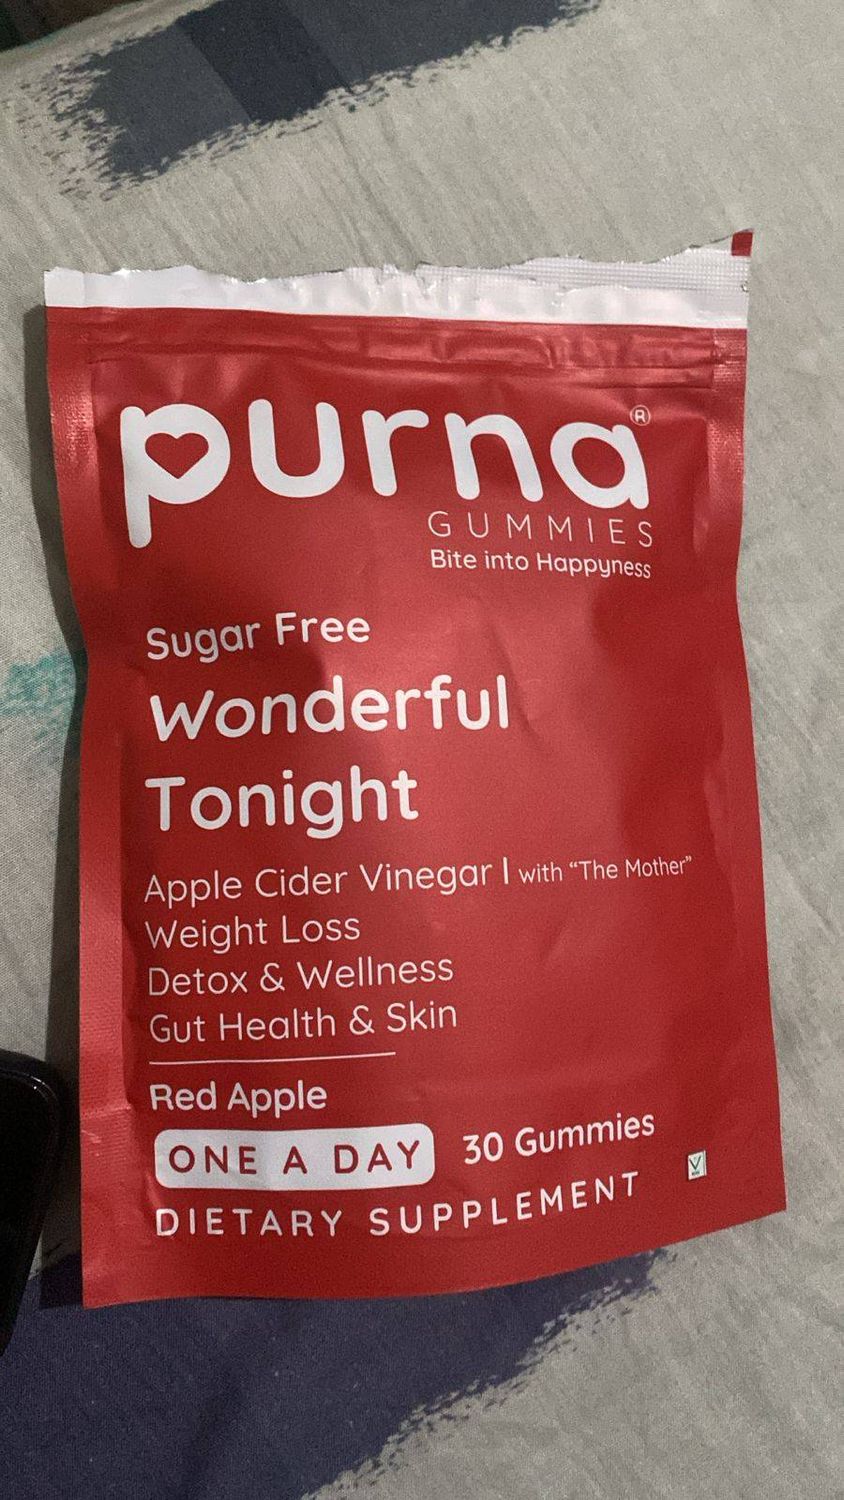 purna®
GUMMIES
Bite into Happyness
Sugar Free
Wonderful
Tonight
Apple Cider Vinegar | with “The Mother”
Weight Loss
Detox & Wellness
Gut Health & Skin
Red Apple
ONE A DAY 30 Gummies
DIETARY SUPPLEMENT